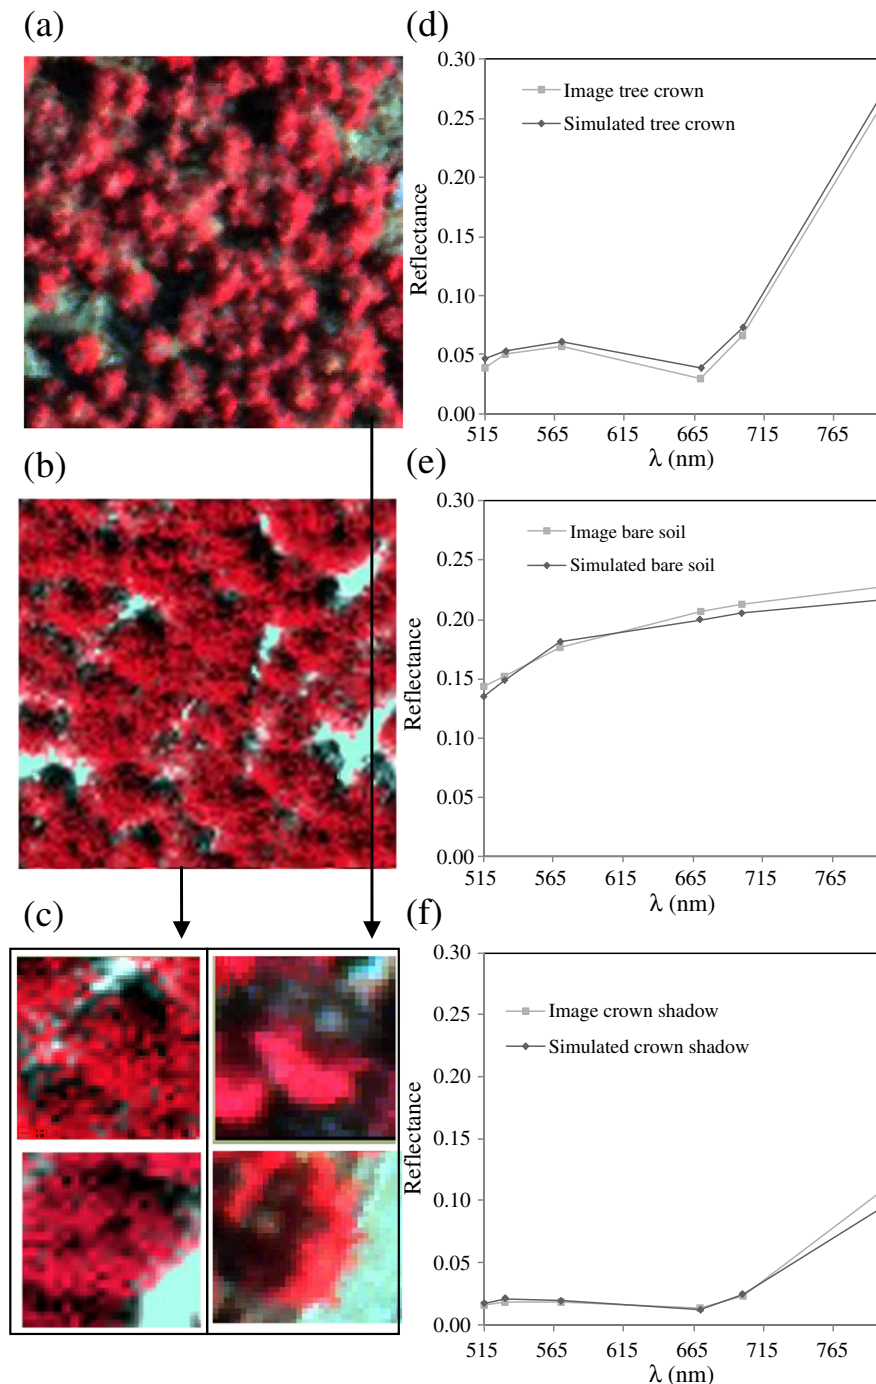 (a)
(d)
0.30
0.25
0.20
0.15
0.10
0.05
0.00
Reflectance
Image tree crown
Simulated tree crown
515 565 615 665 715 765
λ (nm)
(b)
(e)
0.30
0.25
0.20
0.15
0.10
0.05
0.00
Reflectance
Image bare soil
Simulated bare soil
515 565 615 665 715 765
λ (nm)
(c)
(f)
0.30
0.25
0.20
0.15
0.10
0.05
0.00
Reflectance
Image crown shadow
Simulated crown shadow
515 565 615 665 715 765
λ (nm)